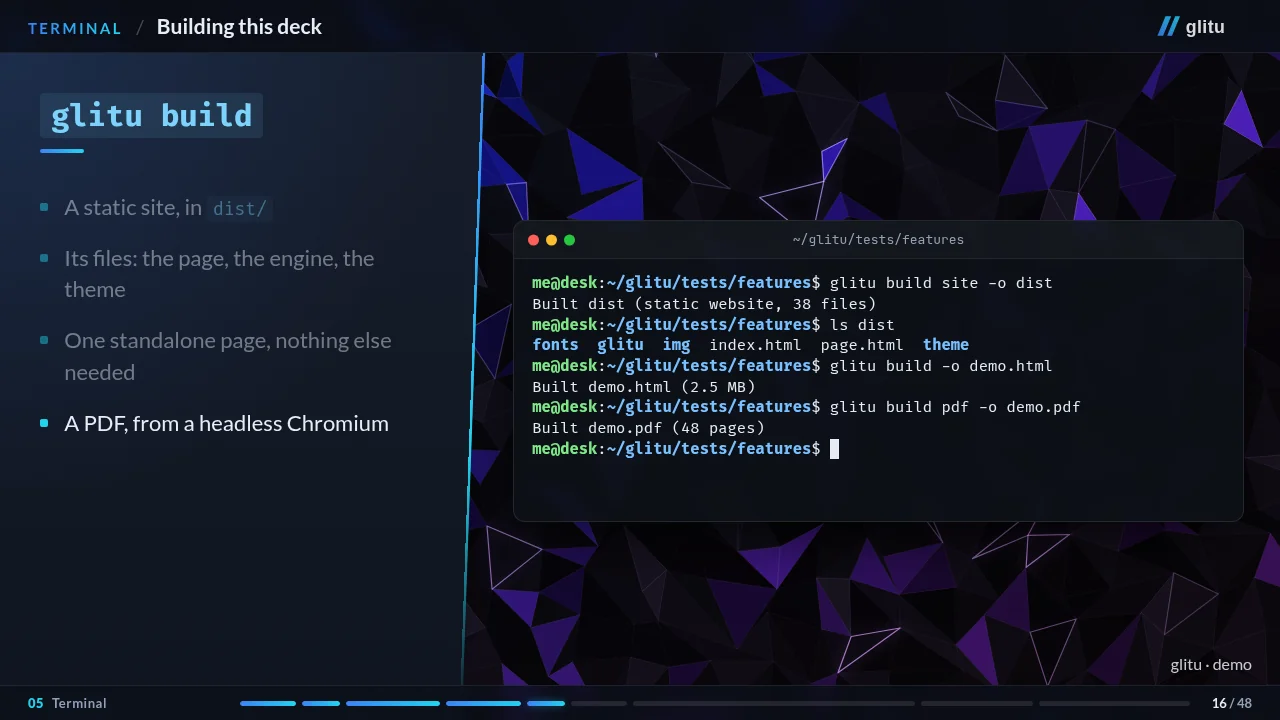 TERMINAL / Building this deck
glitu
glitu build
A static site, in dist/
Its files: the page, the engine, the
theme
One standalone page, nothing else
needed
A PDF, from a headless Chromium
~/glitu/tests/features
me@desk:~/glitu/tests/features$ glitu build site -o dist
Built dist (static website, 38 files)
me@desk:~/glitu/tests/features$ ls dist
fonts  glitu  img  index.html  page.html  theme
me@desk:~/glitu/tests/features$ glitu build -o demo.html
Built demo.html (2.5 MB)
me@desk:~/glitu/tests/features$ glitu build pdf -o demo.pdf
Built demo.pdf (48 pages)
me@desk:~/glitu/tests/features$
glitu · demo
05 Terminal
16 / 48